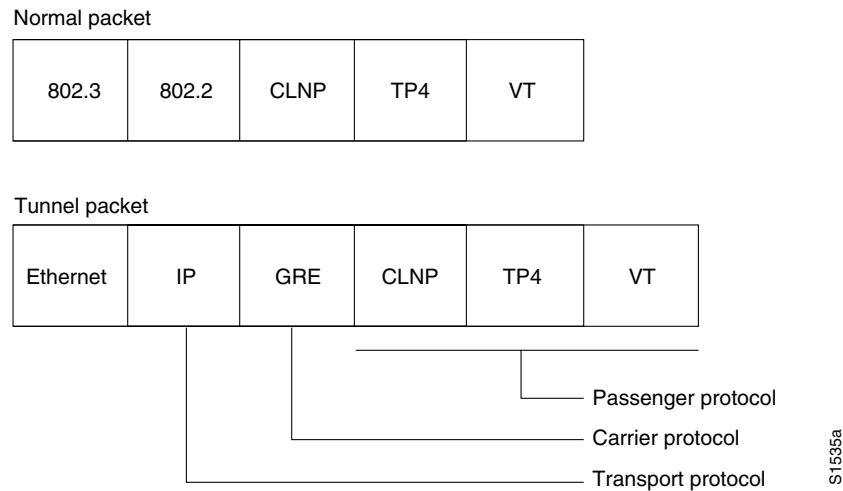 Normal packet
802.3 802.2 CLNP TP4 VT
Tunnel packet
Ethernet IP GRE CLNP TP4 VT
Passenger protocol
Carrier protocol
Transport protocol
S1535a